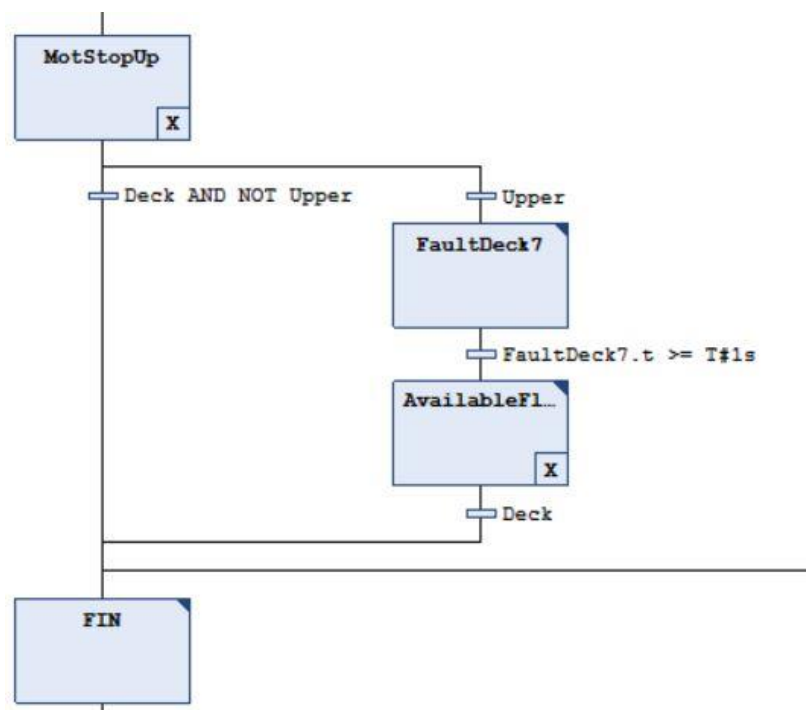 MotStopUp
X
Deck AND NOT Upper
Upper
FaultDeck7
FaultDeck7.t >= T#1s
AvailableFl…
X
Deck
FIN